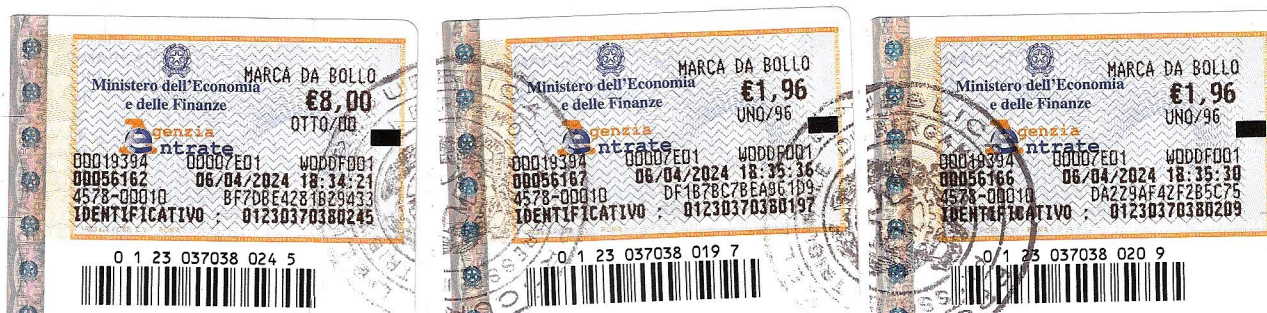 MARCA DA BOLLO
Ministero dell'Economia
e delle Finanze
€8,00
OTTO/00
genzia
ntrate
00019394 00007E01 W0DDF001
00056162 06/04/2024 18:34:21
4578-00010 BF7DBE4281B29433
IDENTIFICATIVO : 01230370380245
0 1 23 037038 024 5
MARCA DA BOLLO
Ministero dell'Economia
e delle Finanze
€1,96
UNO/96
genzia
ntrate
00019394 00007E01 W0DDF001
00056167 06/04/2024 18:35:36
4578-00010 DF1B7BC7BEA961D9
IDENTIFICATIVO : 01230370380197
0 1 23 037038 019 7
MARCA DA BOLLO
Ministero dell'Economia
e delle Finanze
€1,96
UNO/96
genzia
ntrate
00019394 00007E01 W0DDF001
00056166 06/04/2024 18:35:30
4578-00010 DA229AF42F2B5C75
IDENTIFICATIVO : 01230370380209
0 1 23 037038 020 9